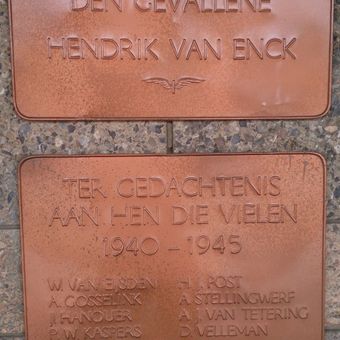 DEN GEVALLENE
HENDRIK VAN ENCK
TER GEDACHTENIS
AAN HEN DIE VIELEN
1940 - 1945
W. VAN EIJSDEN H. J. POST
A. GOSSELINK A. STELLINGWERF
J. HANOUER A. J. VAN TETERING
P. W. KASPERS D. VELLEMAN